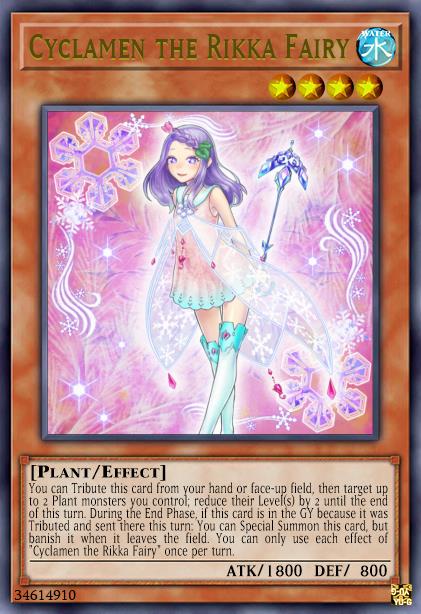 Cyclamen the Rikka Fairy
WATER
水
[Plant/Effect]
You can Tribute this card from your hand or face-up field, then target up
to 2 Plant monsters you control; reduce their Level(s) by 2 until the end
of this turn. During the End Phase, if this card is in the GY because it was
Tributed and sent there this turn: You can Special Summon this card, but
banish it when it leaves the field. You can only use each effect of
"Cyclamen the Rikka Fairy" once per turn.
ATK/1800 DEF/ 800
34614910